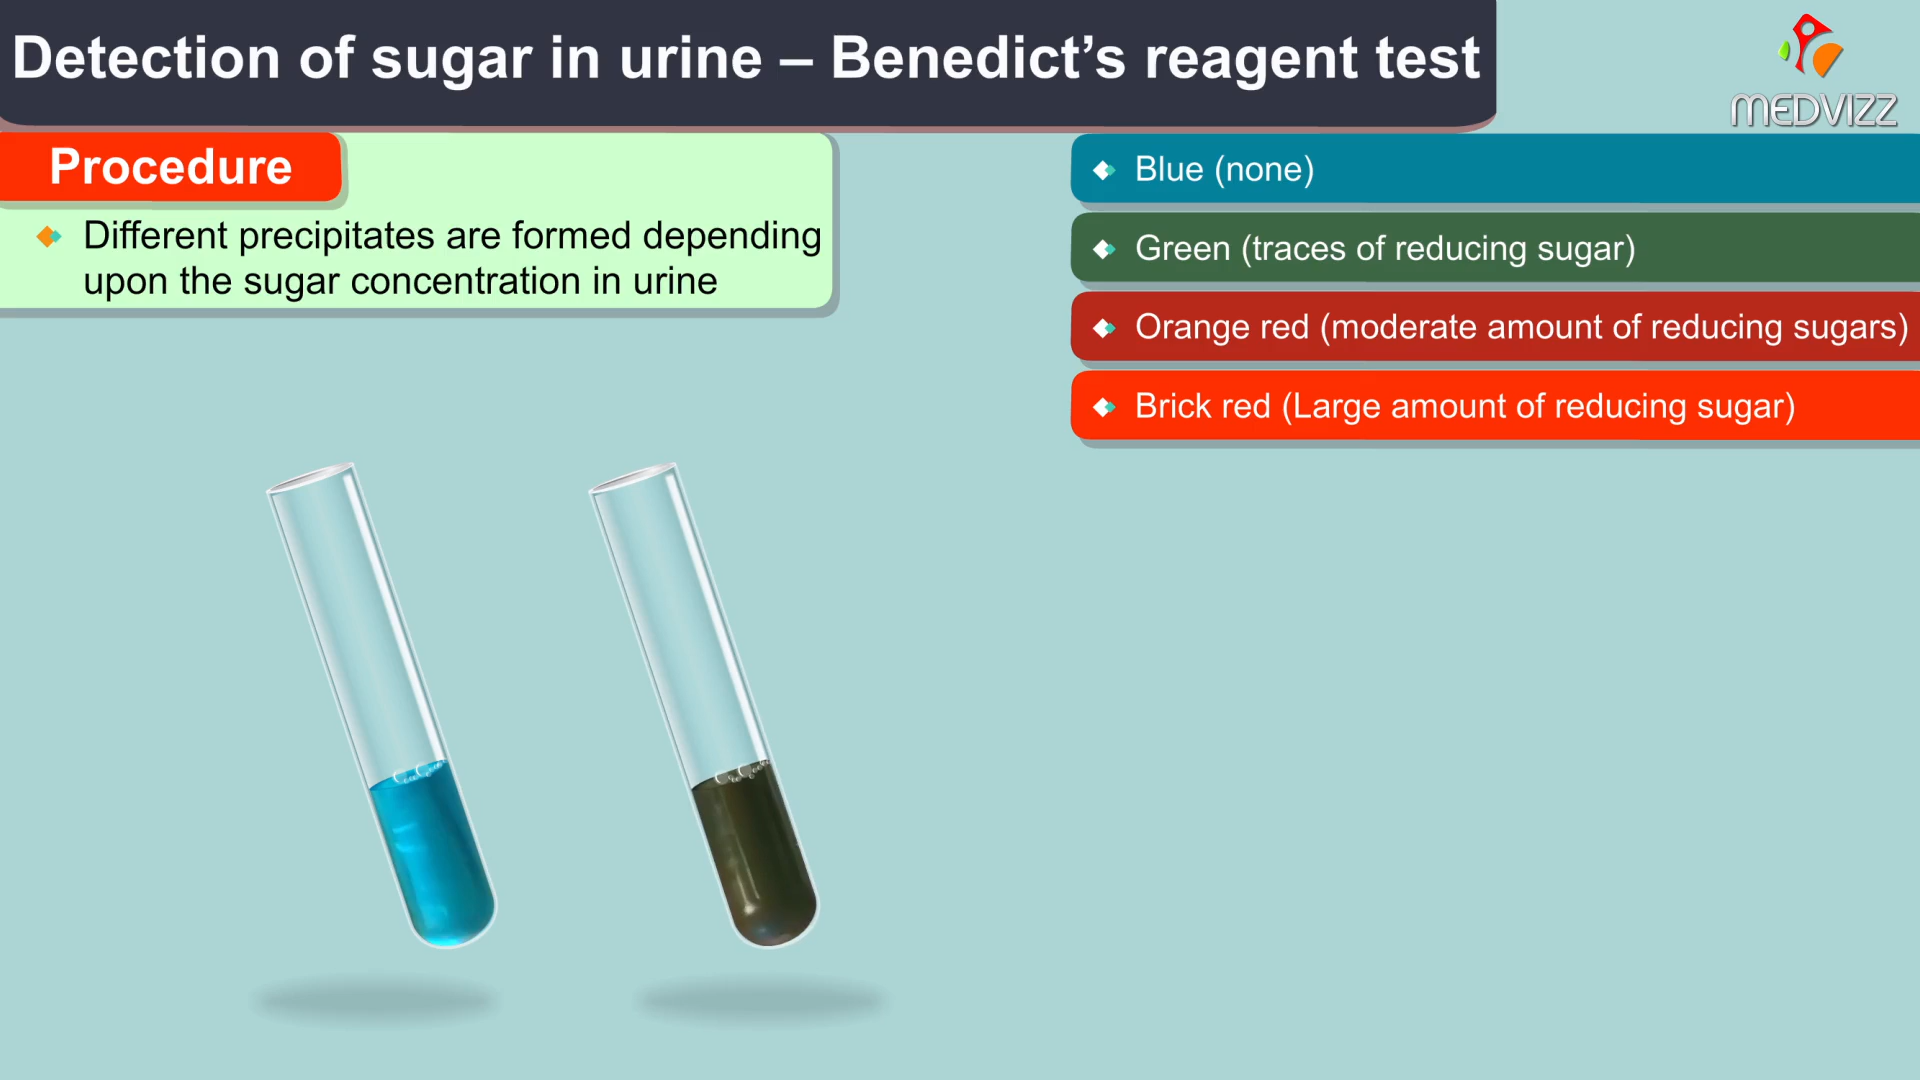 Detection of sugar in urine – Benedict’s reagent test
MEDVIZZ
Procedure
Different precipitates are formed depending
upon the sugar concentration in urine
Blue (none)
Green (traces of reducing sugar)
Orange red (moderate amount of reducing sugars)
Brick red (Large amount of reducing sugar)